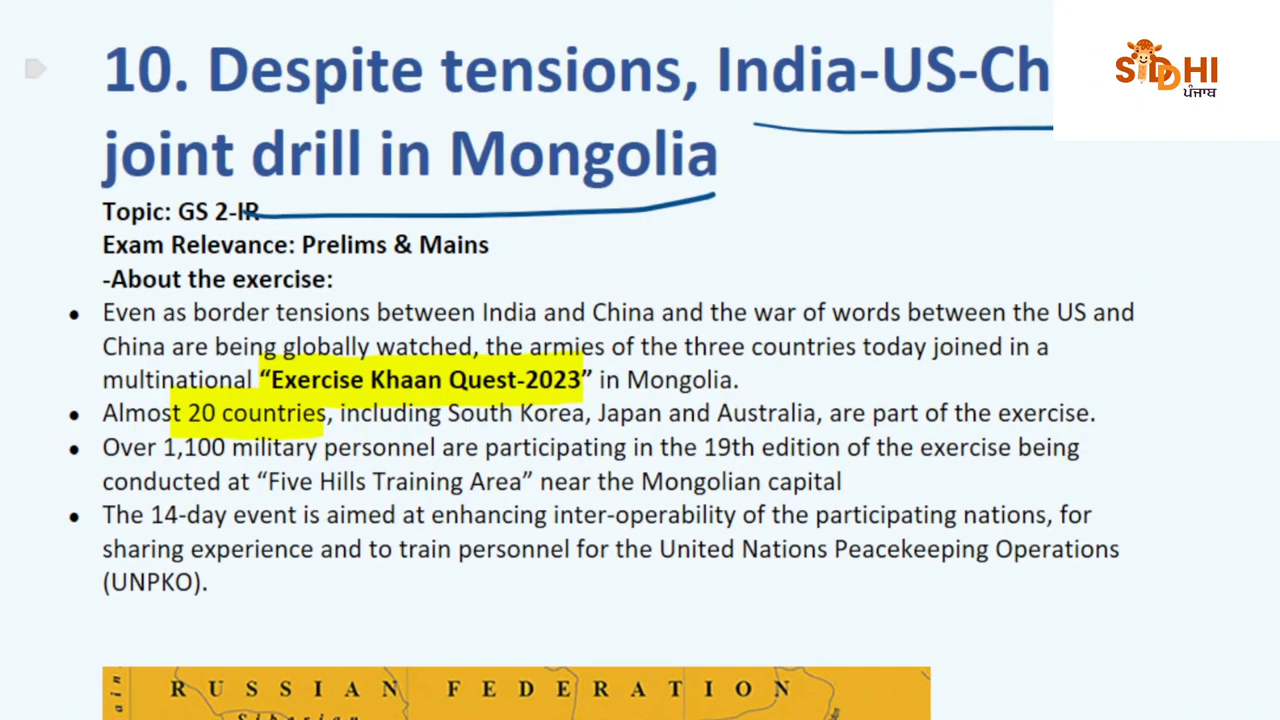 10. Despite tensions, India-US-Ch
SIDDHI
ਪੰਜਾਬ
joint drill in Mongolia
Topic: GS 2-IR
Exam Relevance: Prelims & Mains
-About the exercise:
• Even as border tensions between India and China and the war of words between the US and
China are being globally watched, the armies of the three countries today joined in a
multinational “Exercise Khaan Quest-2023” in Mongolia.
• Almost 20 countries, including South Korea, Japan and Australia, are part of the exercise.
• Over 1,100 military personnel are participating in the 19th edition of the exercise being
conducted at “Five Hills Training Area” near the Mongolian capital
• The 14-day event is aimed at enhancing inter-operability of the participating nations, for
sharing experience and to train personnel for the United Nations Peacekeeping Operations
(UNPKO).
RUSSIAN FEDERATION